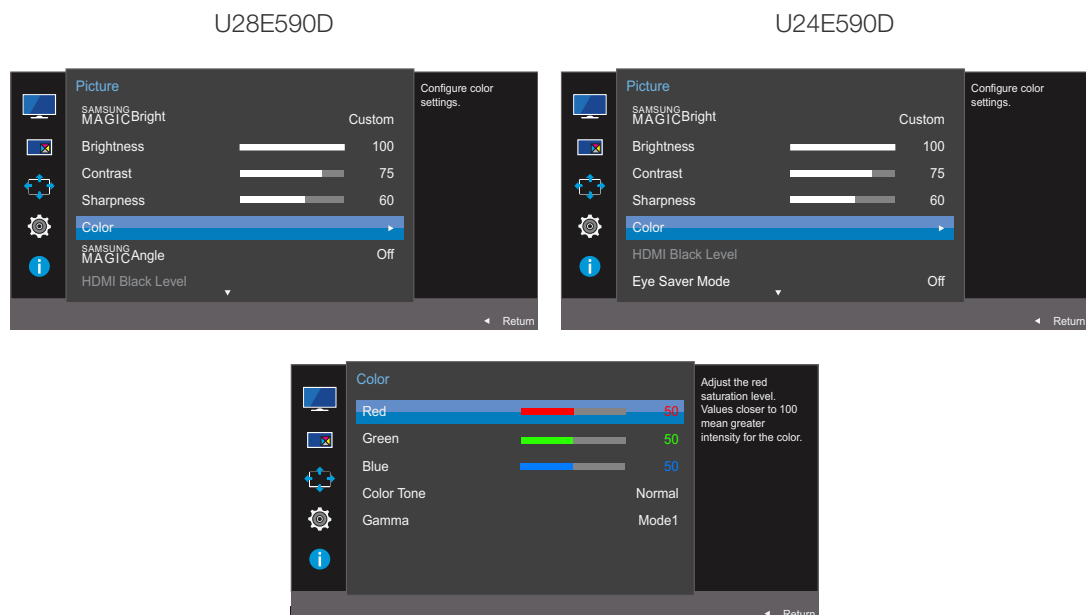 U28E590D
U24E590D
Picture
SAMSUNG
MAGIC Bright Custom
Brightness 100
Contrast 75
Sharpness 60
Color
SAMSUNG
MAGIC Angle Off
HDMI Black Level
Configure color
settings.
Return
Picture
SAMSUNG
MAGIC Bright Custom
Brightness 100
Contrast 75
Sharpness 60
Color
HDMI Black Level
Eye Saver Mode Off
Configure color
settings.
Return
Color
Red 50
Green 50
Blue 50
Color Tone Normal
Gamma Mode1
Adjust the red
saturation level.
Values closer to 100
mean greater
intensity for the color.
Return